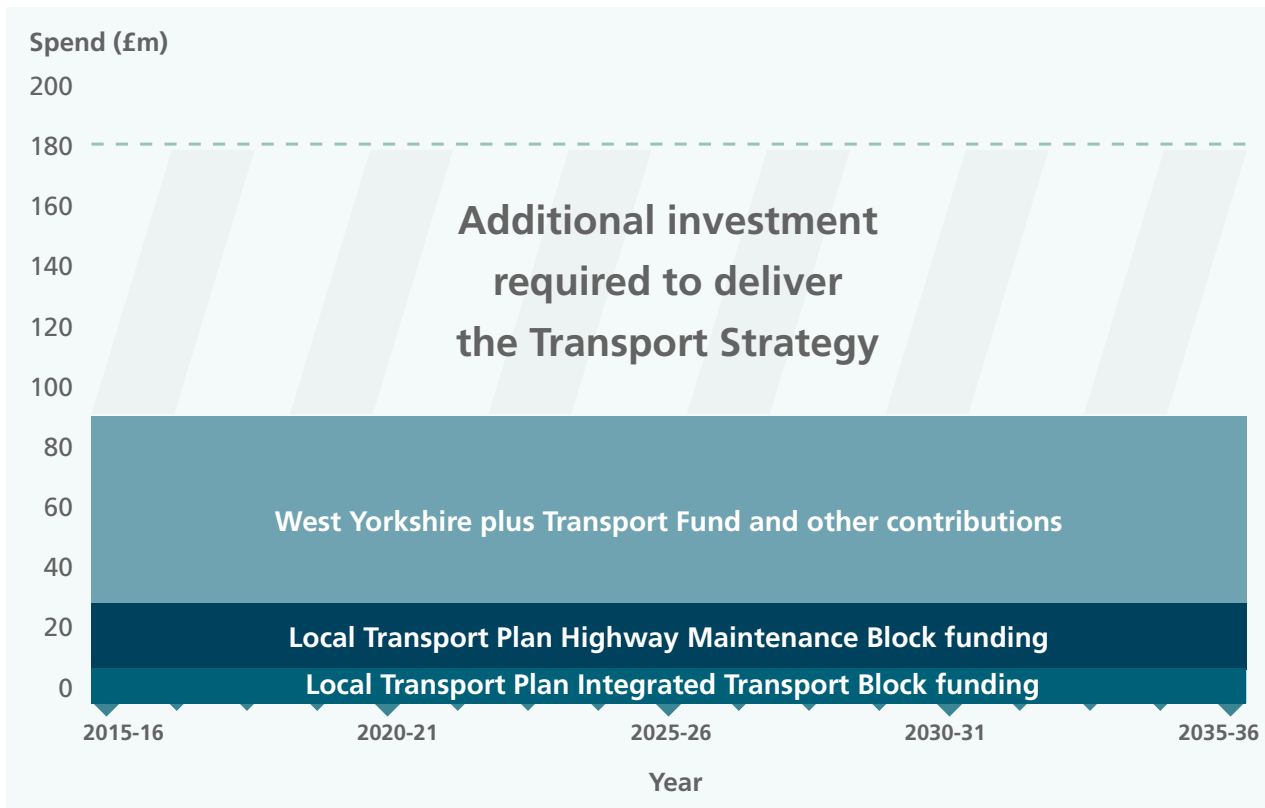 Spend (£m)
200
180
160
140
120
100
80
60
40
20
0
Additional investment
required to deliver
the Transport Strategy
West Yorkshire plus Transport Fund and other contributions
Local Transport Plan Highway Maintenance Block funding
Local Transport Plan Integrated Transport Block funding
2015-16 2020-21 2025-26 2030-31 2035-36
Year